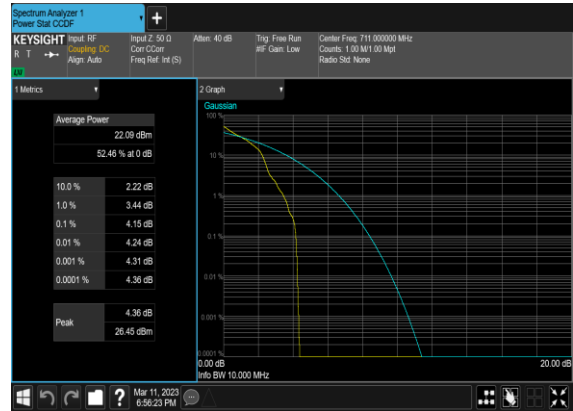 Spectrum Analyzer 1
Power Stat CCDF
+
KEYSIGHT Input: RF Input Z: 50 Ω Atten: 40 dB Trig: Free Run Center Freq: 711.000000 MHz
R T Coupling: DC Corr CCorr #IF Gain: Low Counts: 1.00 M/1.00 Mpt
Align: Auto Freq Ref: Int (S) Radio Std: None
LXI
1 Metrics
2 Graph
Average Power
22.09 dBm
52.46 % at 0 dB
10.0 % 2.22 dB
1.0 % 3.44 dB
0.1 % 4.15 dB
0.01 % 4.24 dB
0.001 % 4.31 dB
0.0001 % 4.36 dB
Peak 4.36 dB
26.45 dBm
Gaussian
100 %
10 %
1 %
0.1 %
0.01 %
0.001 %
0.0001 %
0.00 dB 20.00 dB
Info BW 10.000 MHz
?
Mar 11, 2023
6:56:23 PM